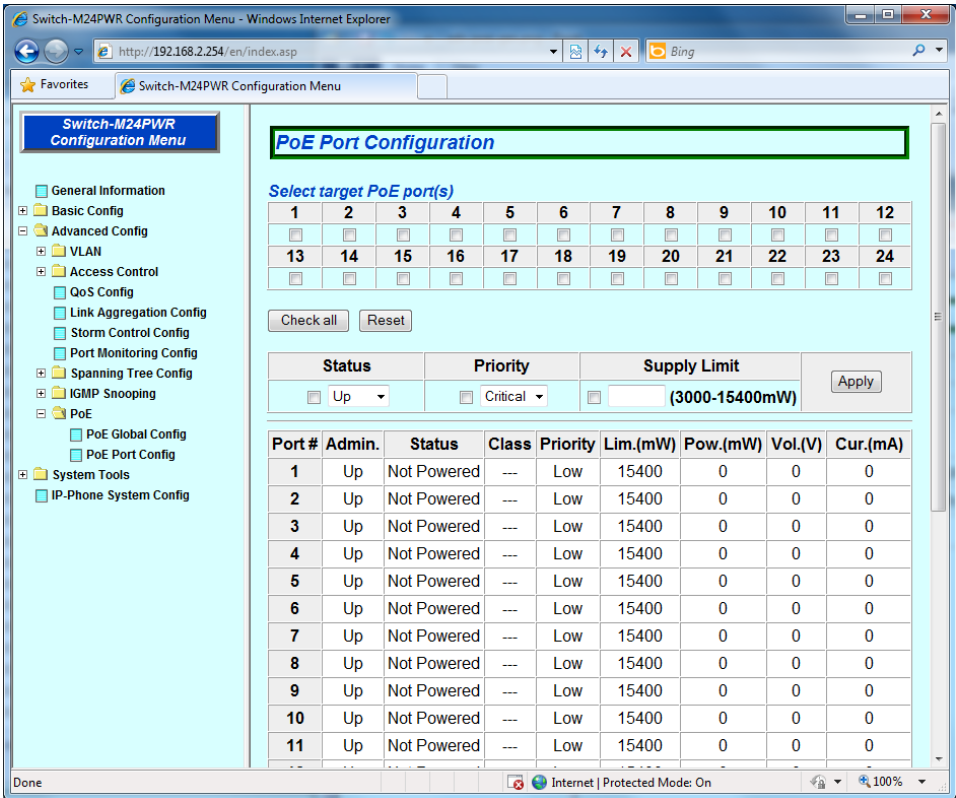 Switch-M24PWR Configuration Menu - Windows Internet Explorer
http://192.168.2.254/en/index.asp
Bing
Favorites
Switch-M24PWR Configuration Menu
Switch-M24PWR
Configuration Menu
General Information
Basic Config
Advanced Config
VLAN
Access Control
QoS Config
Link Aggregation Config
Storm Control Config
Port Monitoring Config
Spanning Tree Config
IGMP Snooping
PoE
PoE Global Config
PoE Port Config
System Tools
IP-Phone System Config
PoE Port Configuration
Select target PoE port(s)
1 2 3 4 5 6 7 8 9 10 11 12
13 14 15 16 17 18 19 20 21 22 23 24
Check all Reset
Status Priority Supply Limit
Up Critical (3000-15400mW) Apply
Port # Admin. Status Class Priority Lim.(mW) Pow.(mW) Vol.(V) Cur.(mA)
1 Up Not Powered --- Low 15400 0 0 0
2 Up Not Powered --- Low 15400 0 0 0
3 Up Not Powered --- Low 15400 0 0 0
4 Up Not Powered --- Low 15400 0 0 0
5 Up Not Powered --- Low 15400 0 0 0
6 Up Not Powered --- Low 15400 0 0 0
7 Up Not Powered --- Low 15400 0 0 0
8 Up Not Powered --- Low 15400 0 0 0
9 Up Not Powered --- Low 15400 0 0 0
10 Up Not Powered --- Low 15400 0 0 0
11 Up Not Powered --- Low 15400 0 0 0
Done Internet | Protected Mode: On 100%